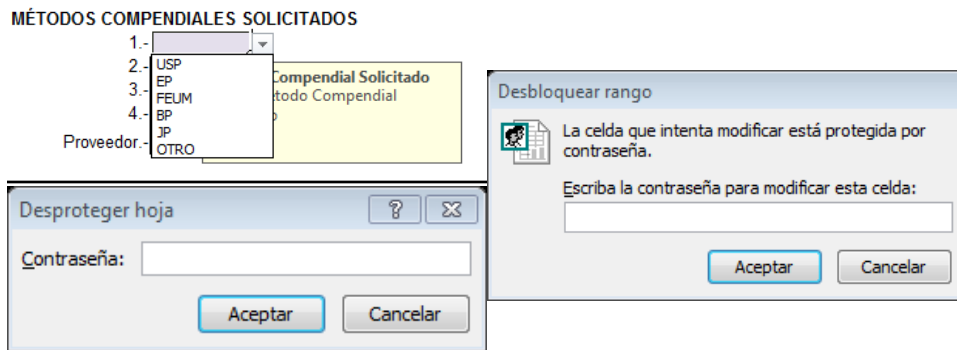 MÉTODOS COMPENDIALES SOLICITADOS
1.-
2.-
3.-
4.-
Proveedor.-
USP
EP
FEUM
BP
JP
OTRO
Compendial Solicitado
Compendial
Desbloquear rango
La celda que intenta modificar está protegida por
contraseña.
Escriba la contraseña para modificar esta celda:
Aceptar Cancelar
Desproteger hoja
Contraseña:
Aceptar Cancelar